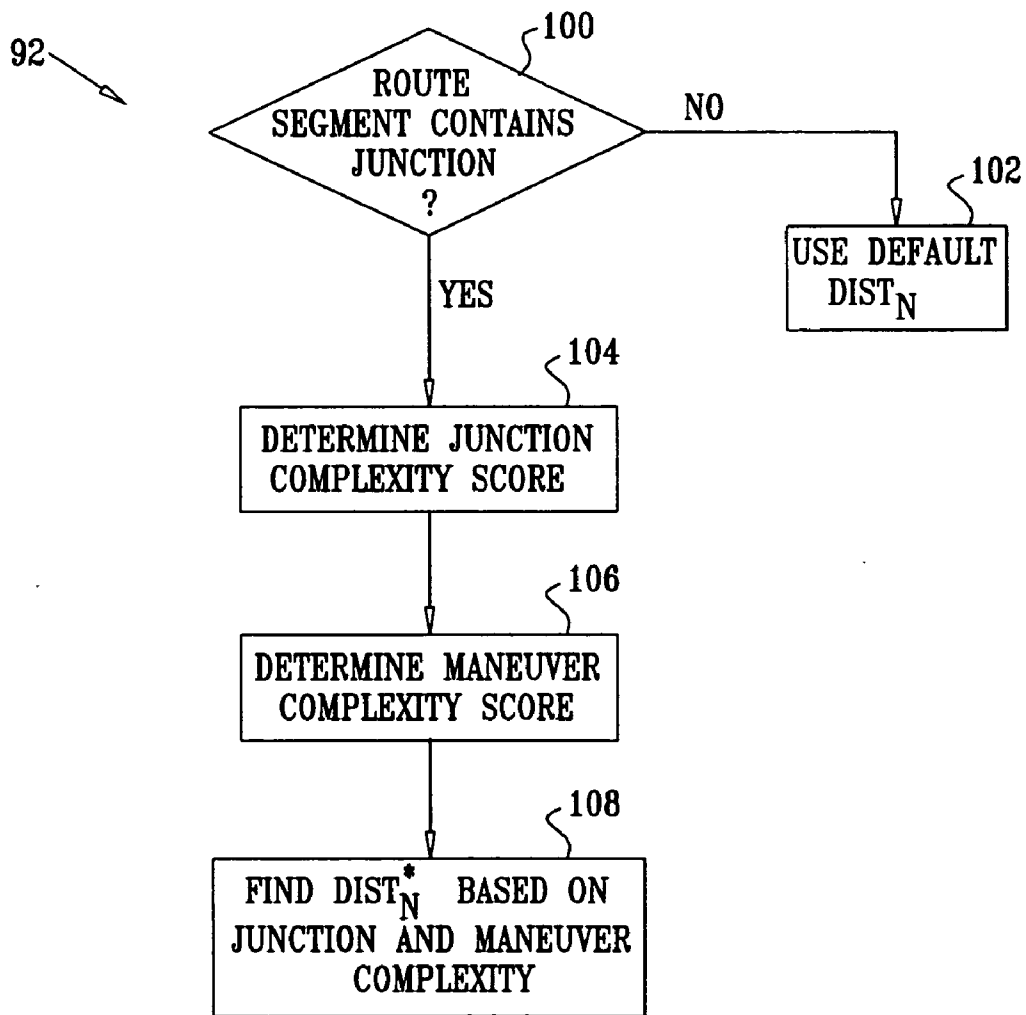 92
100
ROUTE
SEGMENT CONTAINS
JUNCTION
?
NO
YES
102
USE DEFAULT
DIST_N
104
DETERMINE JUNCTION
COMPLEXITY SCORE
106
DETERMINE MANEUVER
COMPLEXITY SCORE
108
FIND DIST*_N BASED ON
JUNCTION AND MANEUVER
COMPLEXITY